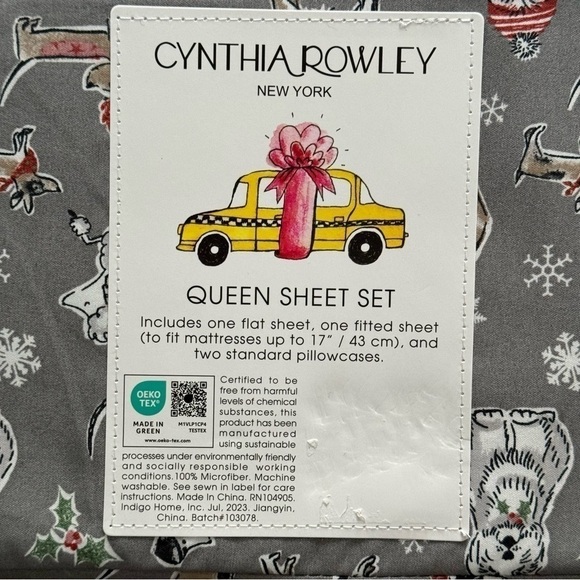 CYNTHIA ROWLEY
NEW YORK
QUEEN SHEET SET
Includes one flat sheet, one fitted sheet
(to fit mattresses up to 17” / 43 cm), and
two standard pillowcases.
OEKO
TEX®
MADE IN
GREEN
M1VLP1CP4
TESTEX
www.oeko-tex.com
Certified to be
free from harmful
levels of chemical
substances, this
product has been
manufactured
using sustainable
processes under environmentally friendly
and socially responsible working
conditions. 100% Microfiber. Machine
washable. See sewn in label for care
instructions. Made In China. RN104905.
Indigo Home, Inc. Jul, 2023. Jiangyin,
China. Batch#103078.